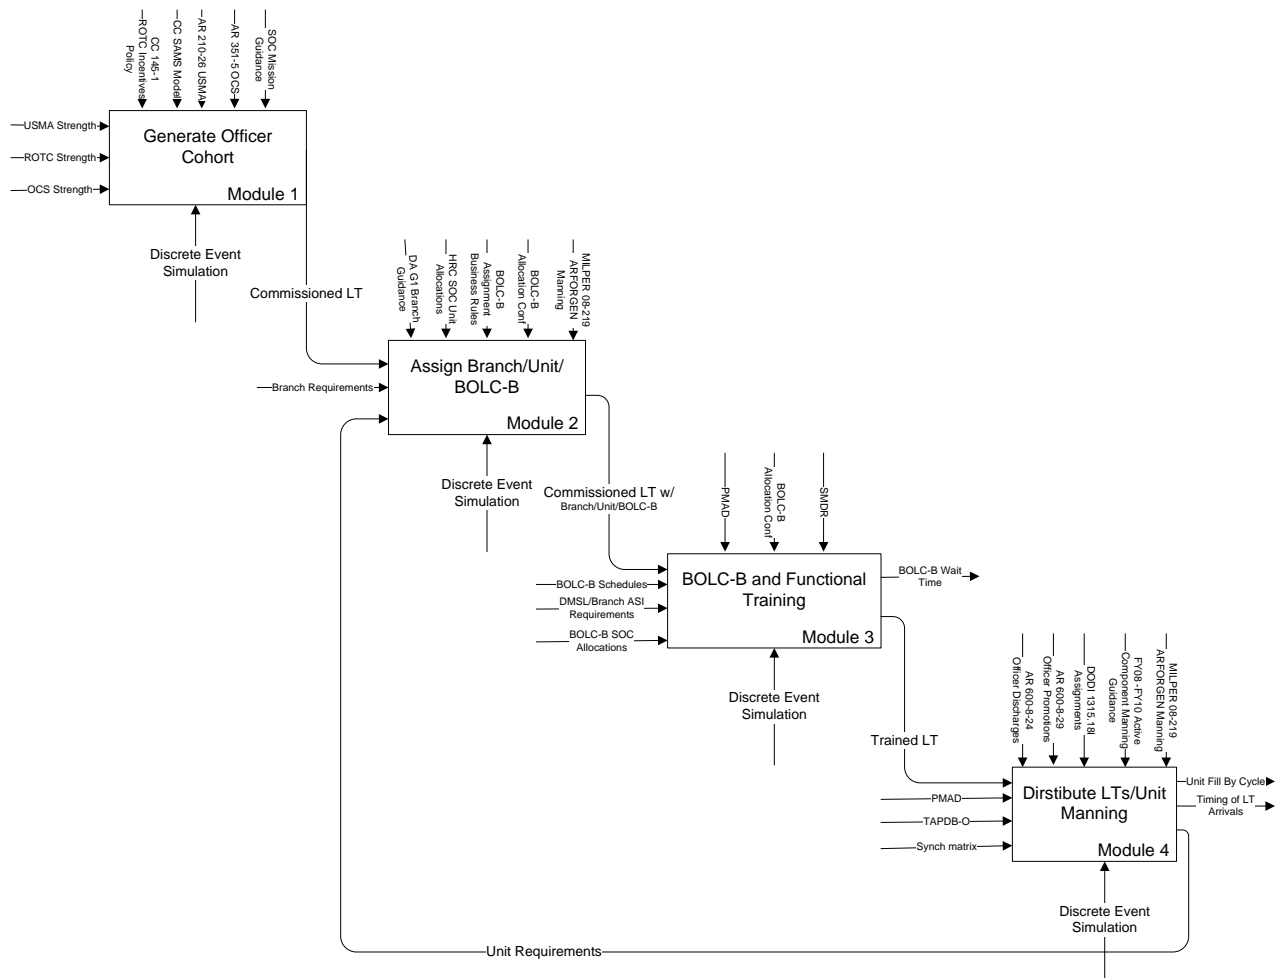 CC 145-1
ROTC Incentives
Policy
CC SAMS Model
AR 210-26 USMA
AR 351-5 OCS
SOC Mission
Guidance
USMA Strength
ROTC Strength
OCS Strength
Generate Officer
Cohort
Module 1
Discrete Event
Simulation
Commissioned LT
DA G1 Branch
Guidance
HRC SOC Unit
Allocations
BOLC-B
Assignment
Business Rules
BOLC-B
Allocation Conf
MILPER 08-219
ARFORGEN
Manning
Assign Branch/Unit/
BOLC-B
Module 2
Branch Requirements
Discrete Event
Simulation
Commissioned LT w/
Branch/Unit/BOLC-B
PMAD
BOLC-B
Allocation Conf
SMDR
BOLC-B and Functional
Training
Module 3
BOLC-B Schedules
DMSL/Branch ASI
Requirements
BOLC-B SOC
Allocations
BOLC-B Wait
Time
Discrete Event
Simulation
Trained LT
AR 600-8-24
Officer Discharges
AR 600-8-29
Officer Promotions
DODI 1315.18I
Assignments
FY08 -FY10 Active
Component Manning
Guidance
MILPER 08-219
ARFORGEN Manning
Dirstibute LTs/Unit
Manning
Module 4
PMAD
TAPDB-O
Synch matrix
Unit Fill By Cycle
Timing of LT
Arrivals
Discrete Event
Simulation
Unit Requirements